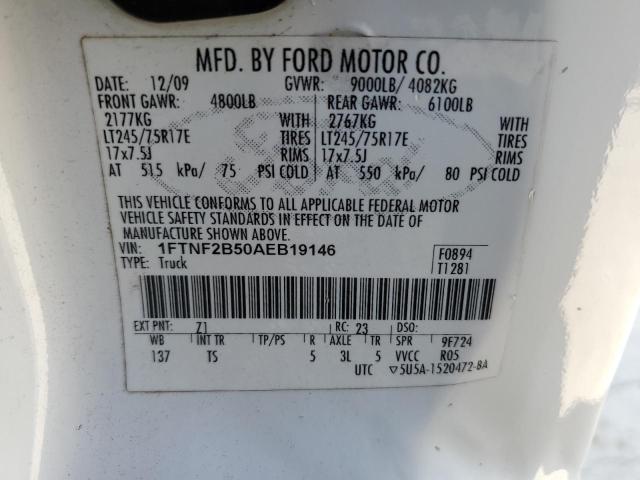 MFD. BY FORD MOTOR CO.
DATE: 12/09 GVWR: 9000LB/ 4082KG
FRONT GAWR: 4800LB REAR GAWR: 6100LB
2177KG WITH 2767KG WITH
LT245/75R17E TIRES LT245/75R17E TIRES
17x7.5J RIMS 17x7.5J RIMS
AT 515 kPa/ 75 PSI COLD AT 550 kPa/ 80 PSI COLD
THIS VEHICLE CONFORMS TO ALL APPLICABLE FEDERAL MOTOR
VEHICLE SAFETY STANDARDS IN EFFECT ON THE DATE OF
MANUFACTURE SHOWN ABOVE.
VIN: 1FTNF2B50AEB19146 F0894
TYPE: Truck T1281
EXT PNT: Z1 RC: 23 DSO:
WB INT TR TP/PS R AXLE TR SPR 9F724
137 TS 5 3L 5 VVCC R05
UTC ▽5U5A-1520472-BA